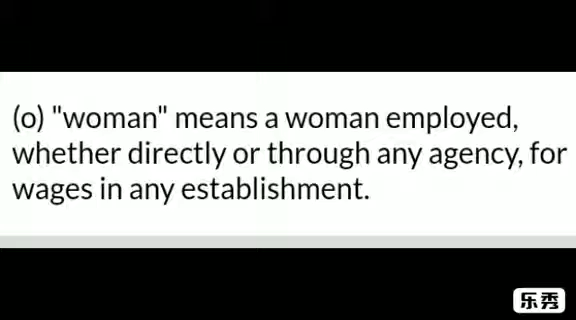 (o) "woman" means a woman employed,
whether directly or through any agency, for
wages in any establishment.
乐秀